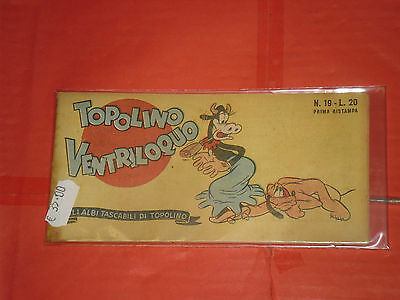 TOPOLINO
VENTRILOQUO
N. 19 - L. 20
PRIMA RISTAMPA
GLI ALBI TASCABILI DI TOPOLINO
€